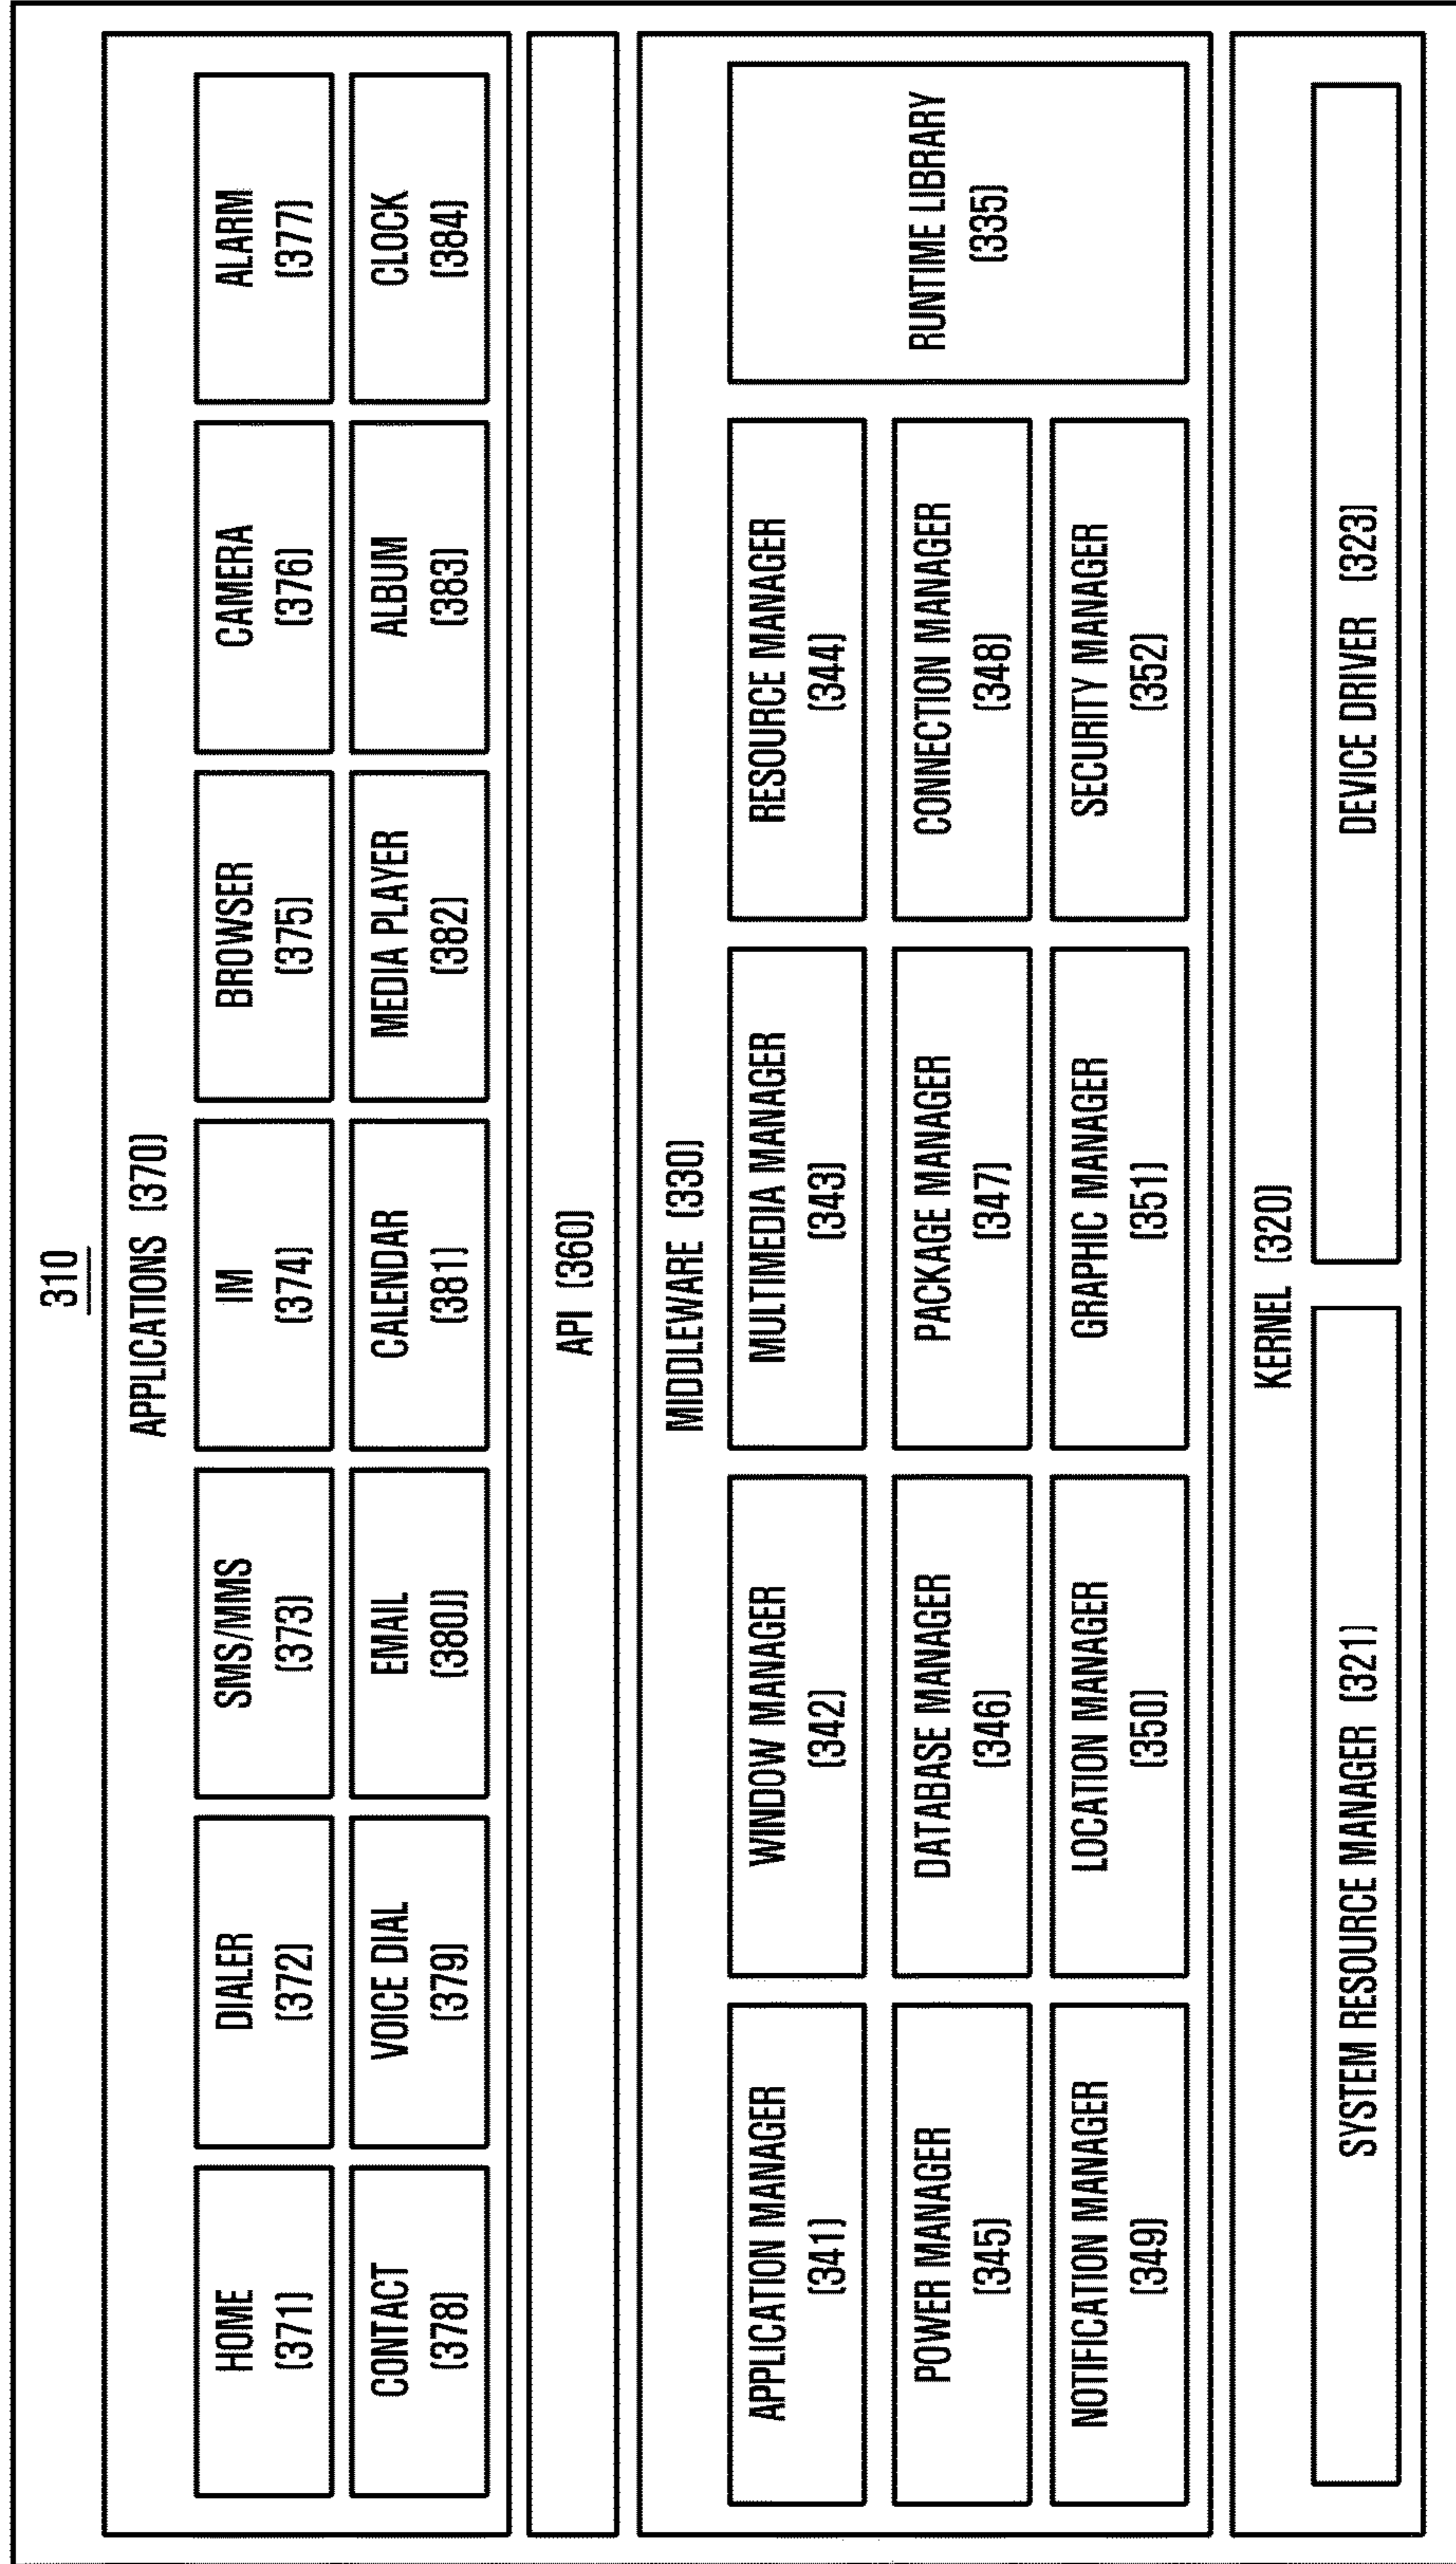 310
APPLICATIONS (370)
HOME
(371)
DIALER
(372)
SMS/MMS
(373)
IM
(374)
BROWSER
(375)
CAMERA
(376)
ALARM
(377)
CONTACT
(378)
VOICE DIAL
(379)
EMAIL
(380))
CALENDAR
(381)
MEDIA PLAYER
(382)
ALBUM
(383)
CLOCK
(384)
API (360)
MIDDLEWARE (330)
APPLICATION MANAGER
(341)
WINDOW MANAGER
(342)
MULTIMEDIA MANAGER
(343)
RESOURCE MANAGER
(344)
POWER MANAGER
(345)
DATABASE MANAGER
(346)
PACKAGE MANAGER
(347)
CONNECTION MANAGER
(348)
NOTIFICATION MANAGER
(349)
LOCATION MANAGER
(350)
GRAPHIC MANAGER
(351)
SECURITY MANAGER
(352)
RUNTIME LIBRARY
(335)
KERNEL (320)
SYSTEM RESOURCE MANAGER (321)
DEVICE DRIVER (323)